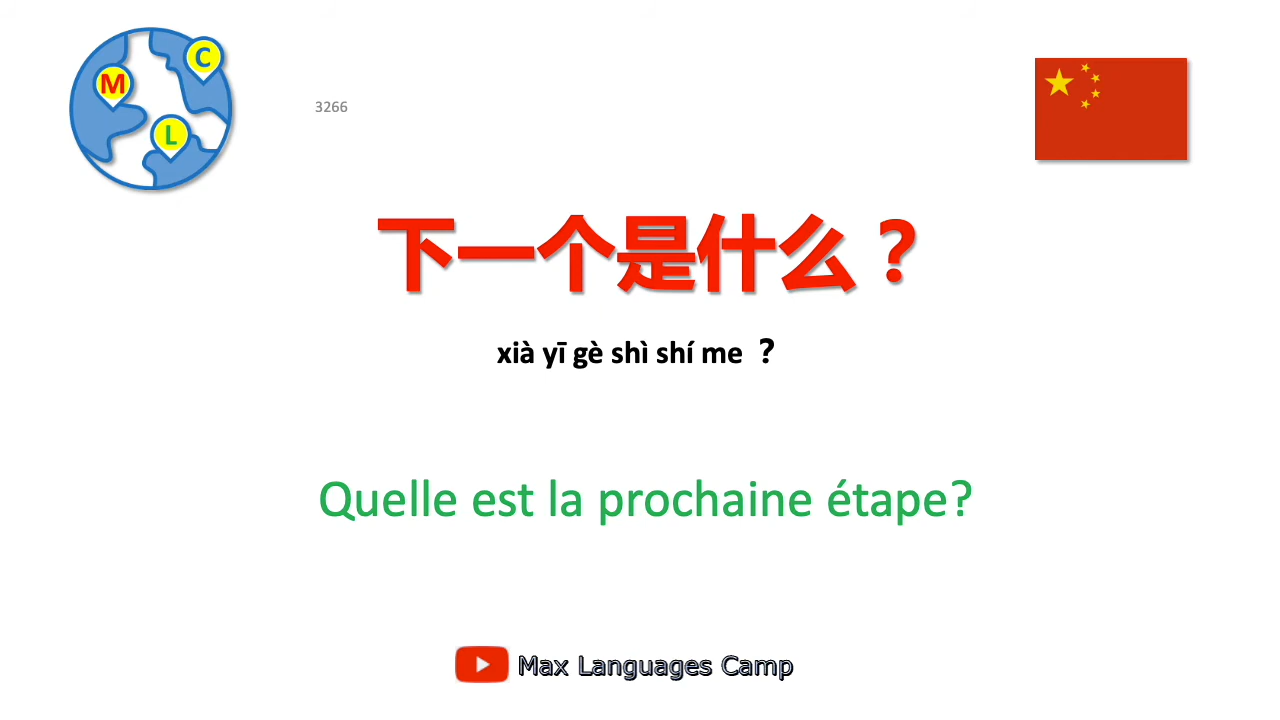 M
C
L
3266
下一个是什么？
xià yī gè shì shí me ？
Quelle est la prochaine étape?
Max Languages Camp